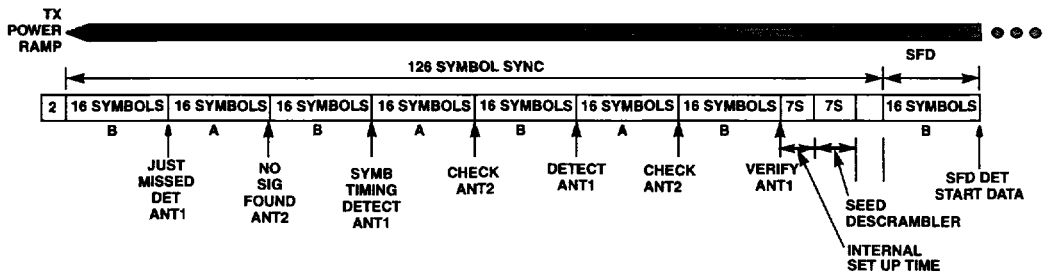 TX
POWER
RAMP
SFD
126 SYMBOL SYNC
2 16 SYMBOLS 16 SYMBOLS 16 SYMBOLS 16 SYMBOLS 16 SYMBOLS 16 SYMBOLS 16 SYMBOLS 7S 7S 16 SYMBOLS
B A B A B A B B
JUST
MISSED
DET
ANT1
NO
SIG
FOUND
ANT2
SYMB
TIMING
DETECT
ANT1
CHECK
ANT2
DETECT
ANT1
CHECK
ANT2
VERIFY
ANT1
SFD DET
START DATA
SEED
DESCRAMBLER
INTERNAL
SET UP TIME